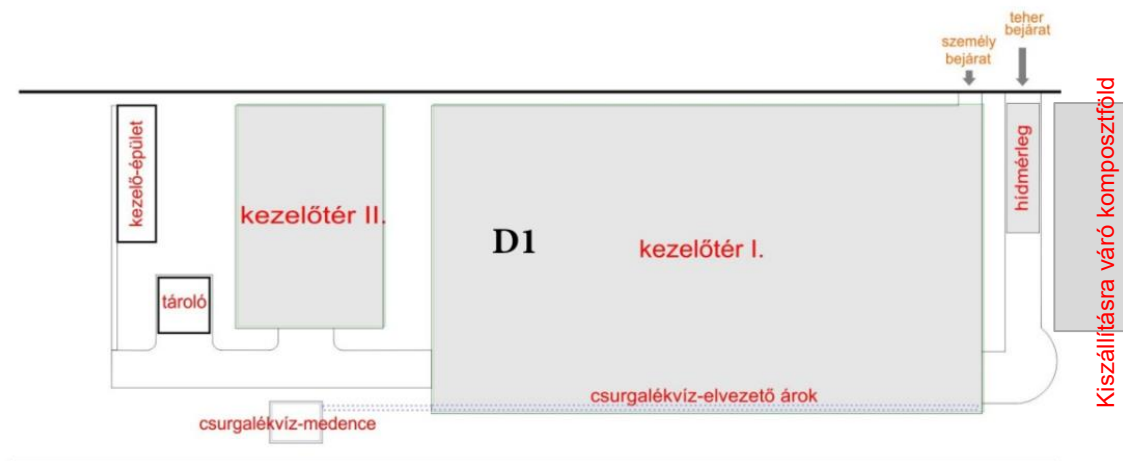 teher
bejárat
személy
bejárat
kezelő-épület
kezelőtér II.
D1
kezelőtér I.
hídmérleg
Kiszállításra váró komposztföld
tároló
csurgalékvíz-elvezető árok
csurgalékvíz-medence